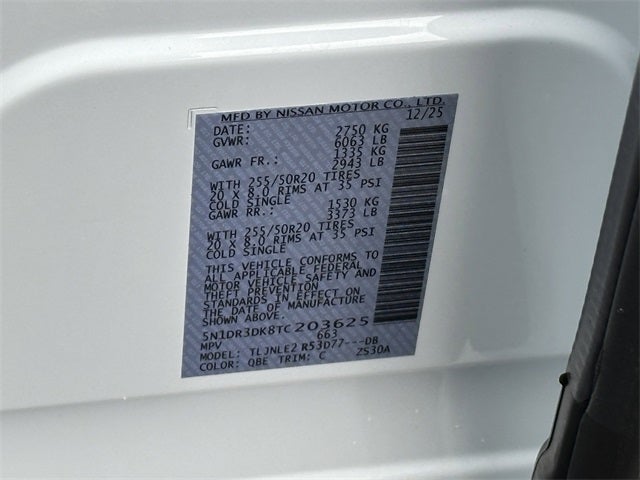 MFD BY NISSAN MOTOR CO., LTD.
DATE: 12/25
GVWR: 2750 KG
6063 LB
GAWR FR.: 1335 KG
2943 LB
WITH 255/50R20 TIRES
20 X 8.0 RIMS AT 35 PSI
COLD SINGLE
GAWR RR.: 1530 KG
3373 LB
WITH 255/50R20 TIRES
20 X 8.0 RIMS AT 35 PSI
COLD SINGLE
THIS VEHICLE CONFORMS TO
ALL APPLICABLE FEDERAL
MOTOR VEHICLE SAFETY AND
THEFT PREVENTION
STANDARDS IN EFFECT ON
THE DATE OF MANUFACTURE
SHOWN ABOVE.
5N1DR3DK8TC203625
MPV 663
MODEL: TLJNLE2 R53D77---DB
COLOR: QBE TRIM: C ZS30A